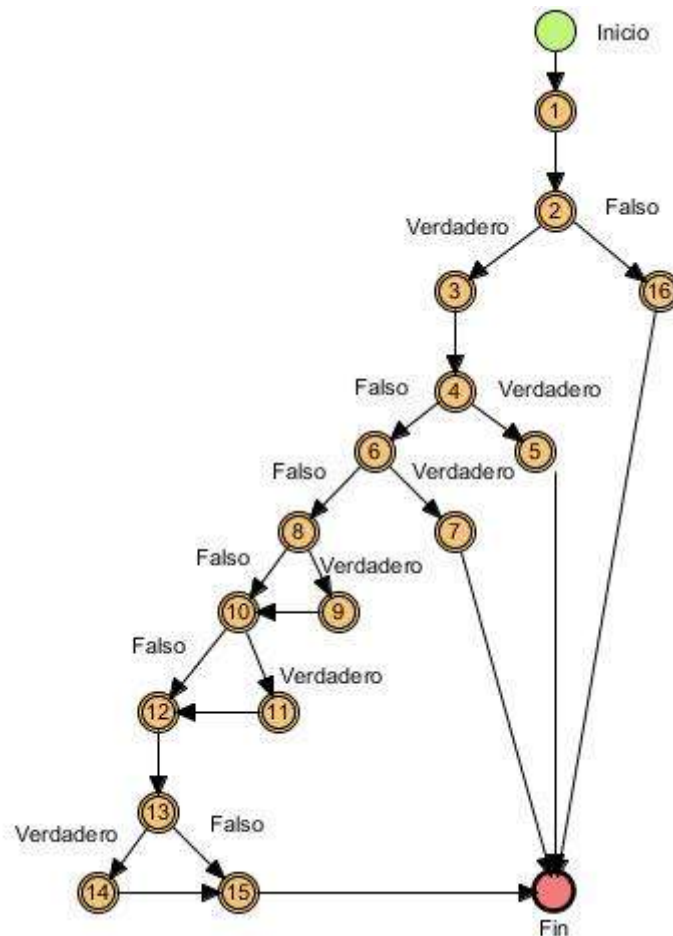 Inicio
1
2
Verdadero
Falso
3
16
Falso
4
Verdadero
6
5
Falso
Verdadero
8
7
Falso
Verdadero
10
9
Falso
Verdadero
12
11
13
Verdadero
Falso
14
15
Fin